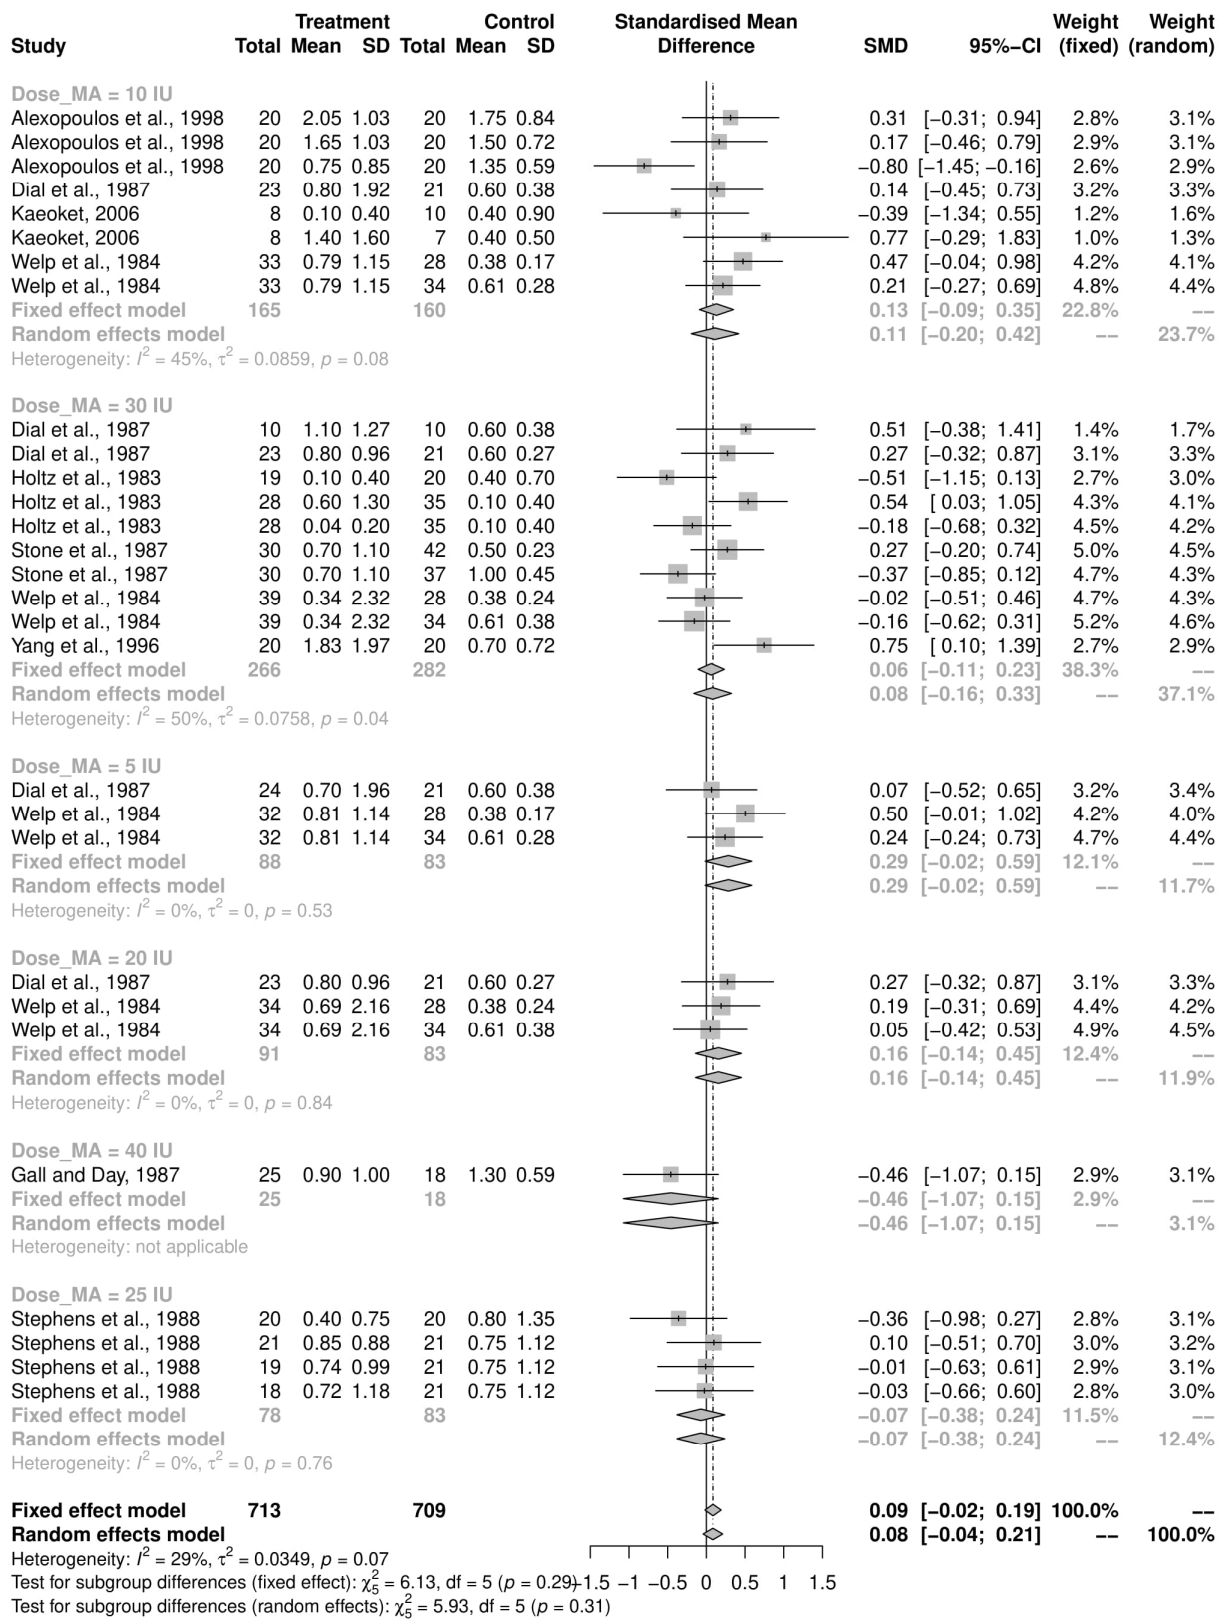 Treatment Control Standardised Mean Weight Weight
Study Total Mean SD Total Mean SD Difference SMD 95%−CI (fixed) (random)
Dose_MA = 10 IU
Alexopoulos et al., 1998 20 2.05 1.03 20 1.75 0.84 0.31 [−0.31; 0.94] 2.8% 3.1%
Alexopoulos et al., 1998 20 1.65 1.03 20 1.50 0.72 0.17 [−0.46; 0.79] 2.9% 3.1%
Alexopoulos et al., 1998 20 0.75 0.85 20 1.35 0.59 −0.80 [−1.45; −0.16] 2.6% 2.9%
Dial et al., 1987 23 0.80 1.92 21 0.60 0.38 0.14 [−0.45; 0.73] 3.2% 3.3%
Kaeoket, 2006 8 0.10 0.40 10 0.40 0.90 −0.39 [−1.34; 0.55] 1.2% 1.6%
Kaeoket, 2006 8 1.40 1.60 7 0.40 0.50 0.77 [−0.29; 1.83] 1.0% 1.3%
Welp et al., 1984 33 0.79 1.15 28 0.38 0.17 0.47 [−0.04; 0.98] 4.2% 4.1%
Welp et al., 1984 33 0.79 1.15 34 0.61 0.28 0.21 [−0.27; 0.69] 4.8% 4.4%
Fixed effect model 165 160 0.13 [−0.09; 0.35] 22.8% −−
Random effects model 0.11 [−0.20; 0.42] −− 23.7%
Heterogeneity: I² = 45%, τ² = 0.0859, p = 0.08
Dose_MA = 30 IU
Dial et al., 1987 10 1.10 1.27 10 0.60 0.38 0.51 [−0.38; 1.41] 1.4% 1.7%
Dial et al., 1987 23 0.80 0.96 21 0.60 0.27 0.27 [−0.32; 0.87] 3.1% 3.3%
Holtz et al., 1983 19 0.10 0.40 20 0.40 0.70 −0.51 [−1.15; 0.13] 2.7% 3.0%
Holtz et al., 1983 28 0.60 1.30 35 0.10 0.40 0.54 [ 0.03; 1.05] 4.3% 4.1%
Holtz et al., 1983 28 0.04 0.20 35 0.10 0.40 −0.18 [−0.68; 0.32] 4.5% 4.2%
Stone et al., 1987 30 0.70 1.10 42 0.50 0.23 0.27 [−0.20; 0.74] 5.0% 4.5%
Stone et al., 1987 30 0.70 1.10 37 1.00 0.45 −0.37 [−0.85; 0.12] 4.7% 4.3%
Welp et al., 1984 39 0.34 2.32 28 0.38 0.24 −0.02 [−0.51; 0.46] 4.7% 4.3%
Welp et al., 1984 39 0.34 2.32 34 0.61 0.38 −0.16 [−0.62; 0.31] 5.2% 4.6%
Yang et al., 1996 20 1.83 1.97 20 0.70 0.72 0.75 [ 0.10; 1.39] 2.7% 2.9%
Fixed effect model 266 282 0.06 [−0.11; 0.23] 38.3% −−
Random effects model 0.08 [−0.16; 0.33] −− 37.1%
Heterogeneity: I² = 50%, τ² = 0.0758, p = 0.04
Dose_MA = 5 IU
Dial et al., 1987 24 0.70 1.96 21 0.60 0.38 0.07 [−0.52; 0.65] 3.2% 3.4%
Welp et al., 1984 32 0.81 1.14 28 0.38 0.17 0.50 [−0.01; 1.02] 4.2% 4.0%
Welp et al., 1984 32 0.81 1.14 34 0.61 0.28 0.24 [−0.24; 0.73] 4.7% 4.4%
Fixed effect model 88 83 0.29 [−0.02; 0.59] 12.1% −−
Random effects model 0.29 [−0.02; 0.59] −− 11.7%
Heterogeneity: I² = 0%, τ² = 0, p = 0.53
Dose_MA = 20 IU
Dial et al., 1987 23 0.80 0.96 21 0.60 0.27 0.27 [−0.32; 0.87] 3.1% 3.3%
Welp et al., 1984 34 0.69 2.16 28 0.38 0.24 0.19 [−0.31; 0.69] 4.4% 4.2%
Welp et al., 1984 34 0.69 2.16 34 0.61 0.38 0.05 [−0.42; 0.53] 4.9% 4.5%
Fixed effect model 91 83 0.16 [−0.14; 0.45] 12.4% −−
Random effects model 0.16 [−0.14; 0.45] −− 11.9%
Heterogeneity: I² = 0%, τ² = 0, p = 0.84
Dose_MA = 40 IU
Gall and Day, 1987 25 0.90 1.00 18 1.30 0.59 −0.46 [−1.07; 0.15] 2.9% 3.1%
Fixed effect model 25 18 −0.46 [−1.07; 0.15] 2.9% −−
Random effects model −0.46 [−1.07; 0.15] −− 3.1%
Heterogeneity: not applicable
Dose_MA = 25 IU
Stephens et al., 1988 20 0.40 0.75 20 0.80 1.35 −0.36 [−0.98; 0.27] 2.8% 3.1%
Stephens et al., 1988 21 0.85 0.88 21 0.75 1.12 0.10 [−0.51; 0.70] 3.0% 3.2%
Stephens et al., 1988 19 0.74 0.99 21 0.75 1.12 −0.01 [−0.63; 0.61] 2.9% 3.1%
Stephens et al., 1988 18 0.72 1.18 21 0.75 1.12 −0.03 [−0.66; 0.60] 2.8% 3.0%
Fixed effect model 78 83 −0.07 [−0.38; 0.24] 11.5% −−
Random effects model −0.07 [−0.38; 0.24] −− 12.4%
Heterogeneity: I² = 0%, τ² = 0, p = 0.76
Fixed effect model 713 709 0.09 [−0.02; 0.19] 100.0% −−
Random effects model 0.08 [−0.04; 0.21] −− 100.0%
Heterogeneity: I² = 29%, τ² = 0.0349, p = 0.07
Test for subgroup differences (fixed effect): χ²₅ = 6.13, df = 5 (p = 0.29) −1.5 −1 −0.5 0 0.5 1 1.5
Test for subgroup differences (random effects): χ²₅ = 5.93, df = 5 (p = 0.31)